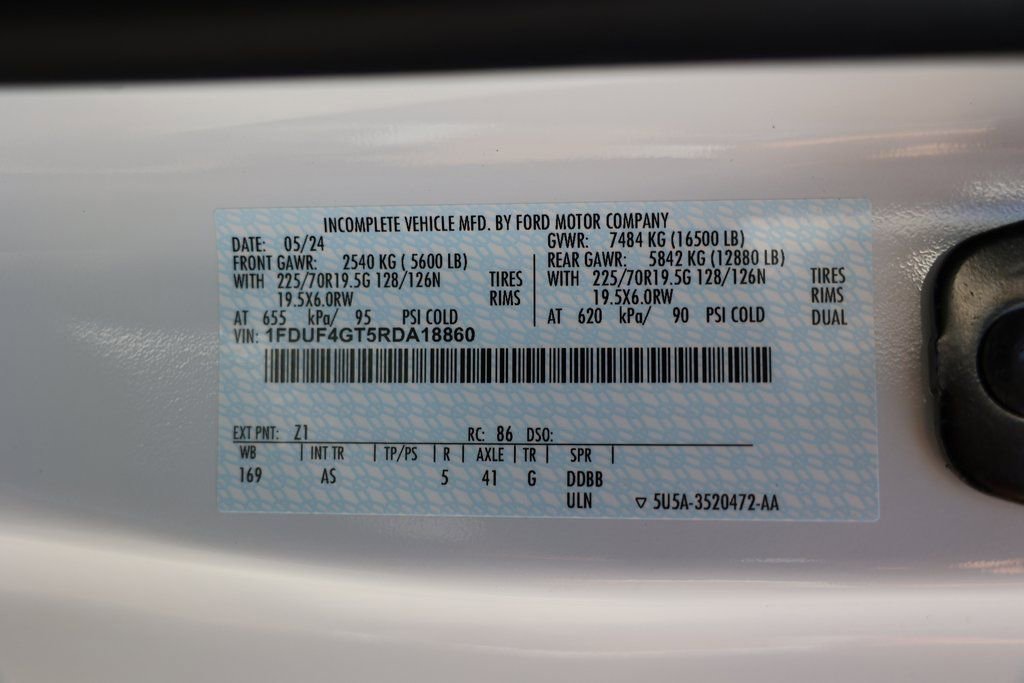 INCOMPLETE VEHICLE MFD. BY FORD MOTOR COMPANY
DATE: 05/24 GVWR: 7484 KG (16500 LB)
FRONT GAWR: 2540 KG ( 5600 LB) REAR GAWR: 5842 KG (12880 LB)
WITH 225/70R19.5G 128/126N TIRES WITH 225/70R19.5G 128/126N TIRES
19.5X6.0RW RIMS 19.5X6.0RW RIMS
AT 655 kPa/ 95 PSI COLD AT 620 kPa/ 90 PSI COLD DUAL
VIN: 1FDUF4GT5RDA18860
EXT PNT: Z1 RC: 86 DSO:
WB INT TR TP/PS R AXLE TR SPR
169 AS 5 41 G DDBB
ULN ▽ 5U5A-3520472-AA